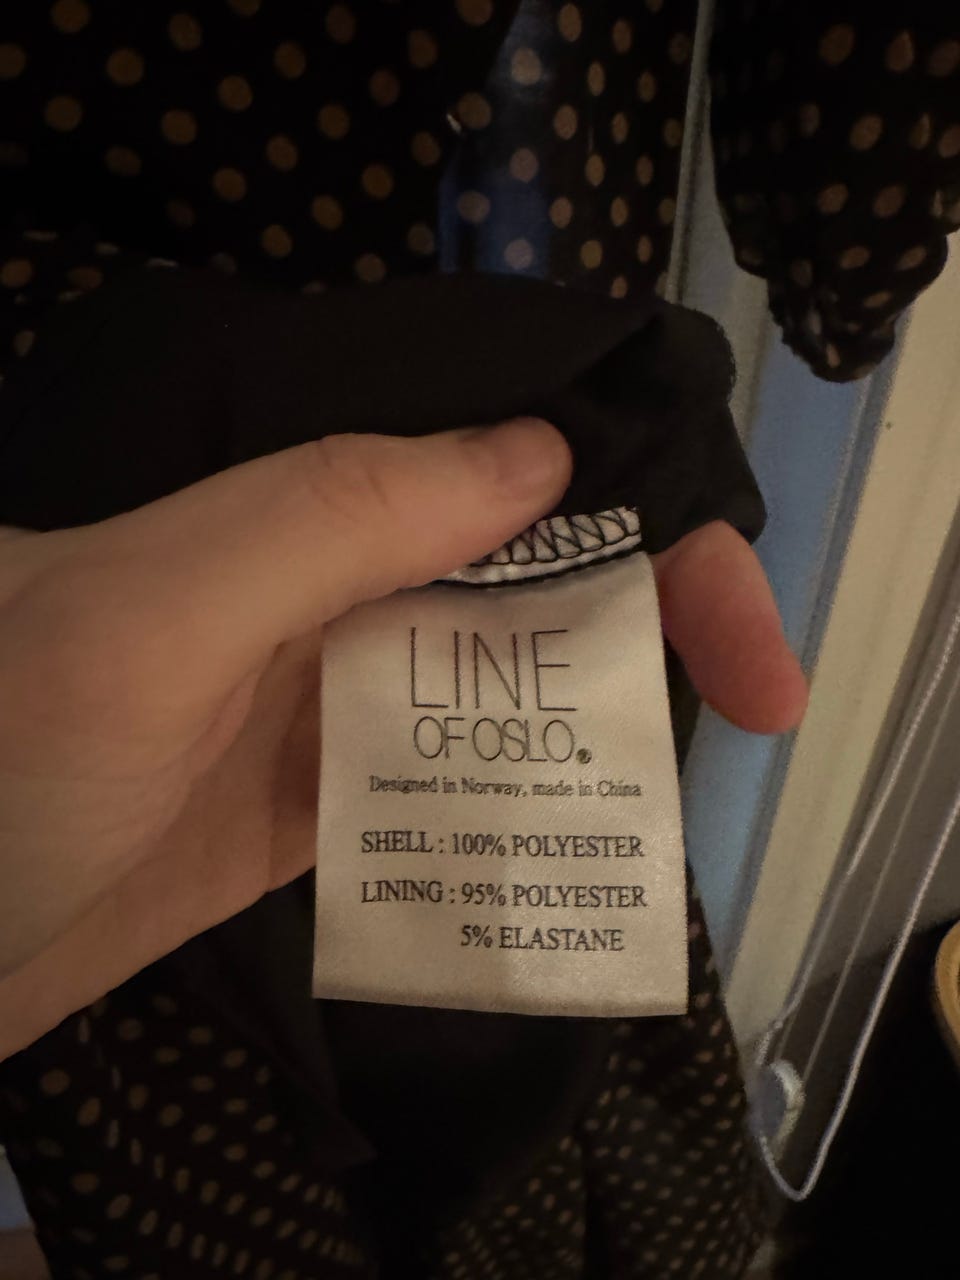 LINE
OF OSLO®
Designed in Norway, made in China
SHELL : 100% POLYESTER
LINING : 95% POLYESTER
5% ELASTANE